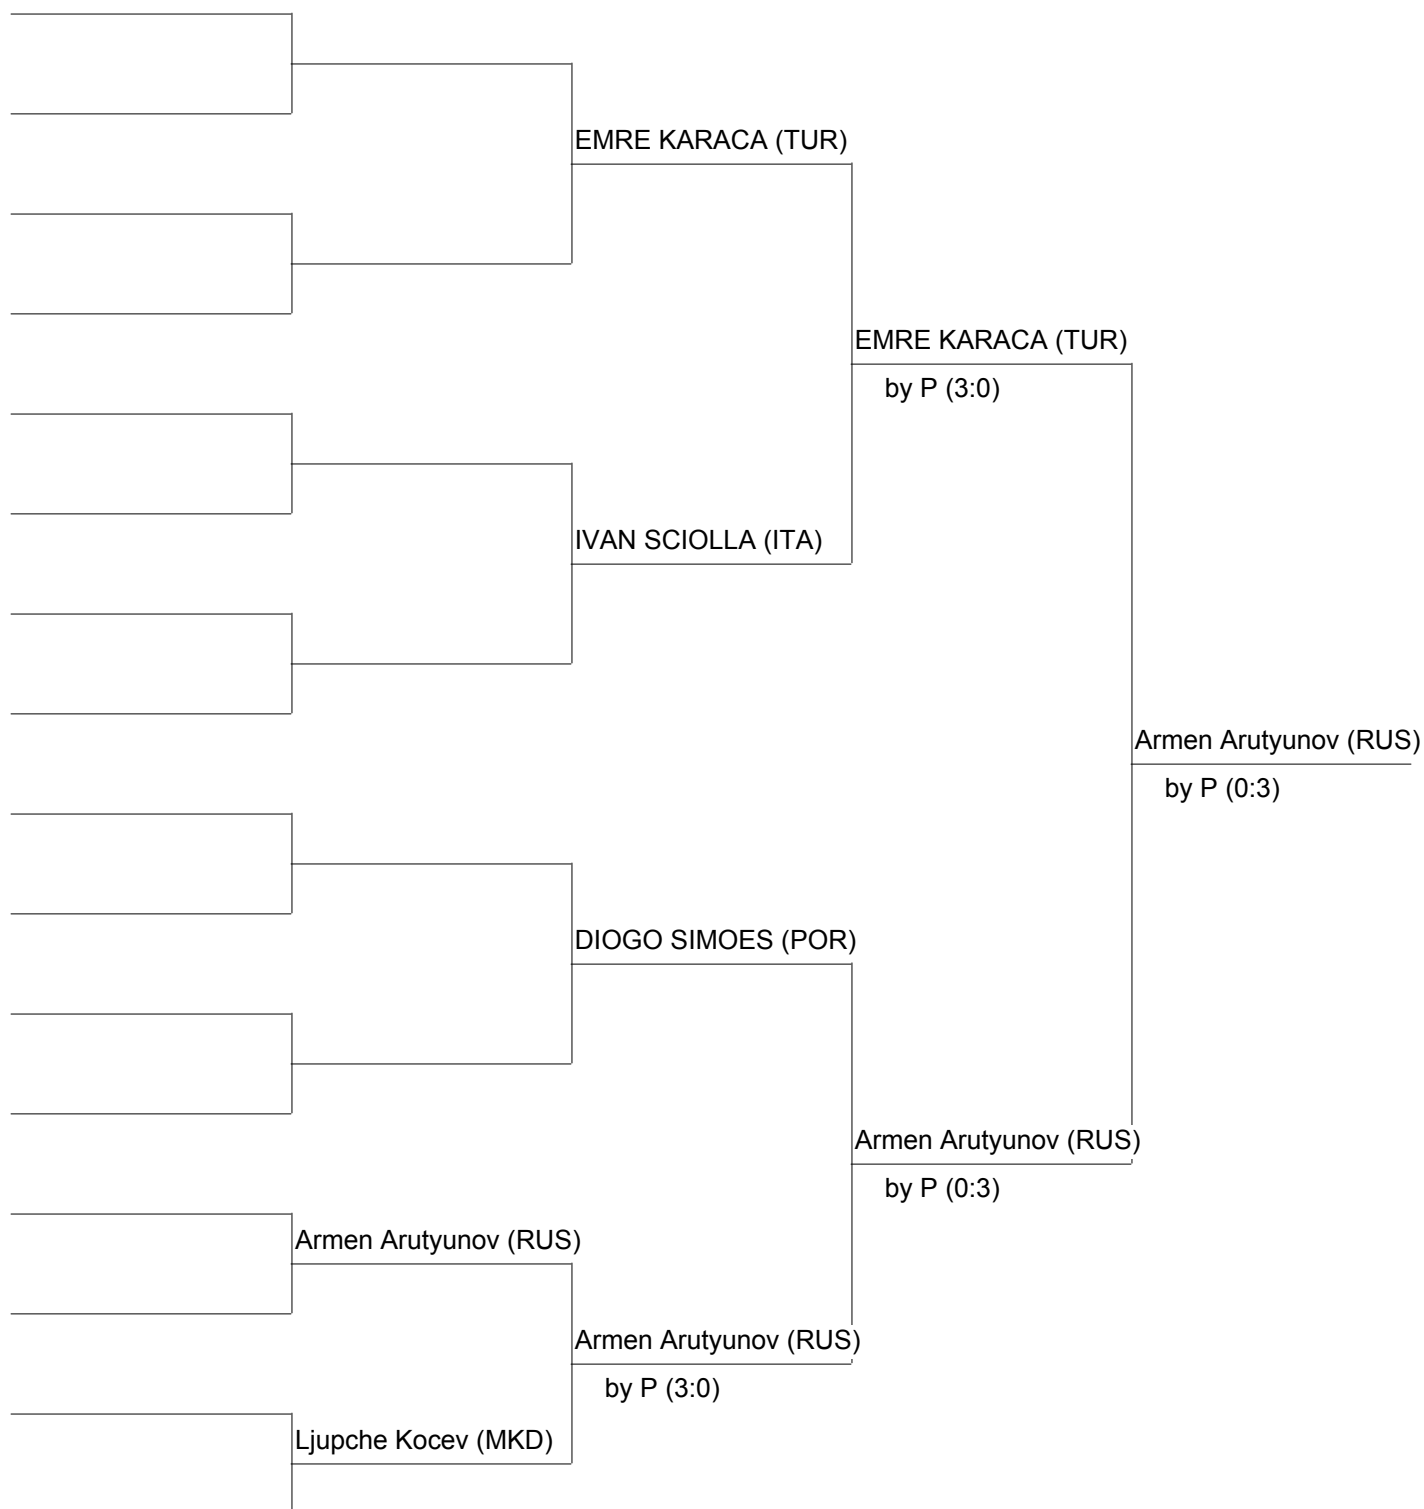 EMRE KARACA (TUR)
EMRE KARACA (TUR)
by P (3:0)
IVAN SCIOLLA (ITA)
Armen Arutyunov (RUS)
by P (0:3)
DIOGO SIMOES (POR)
Armen Arutyunov (RUS)
by P (0:3)
Armen Arutyunov (RUS)
Armen Arutyunov (RUS)
by P (3:0)
Ljupche Kocev (MKD)